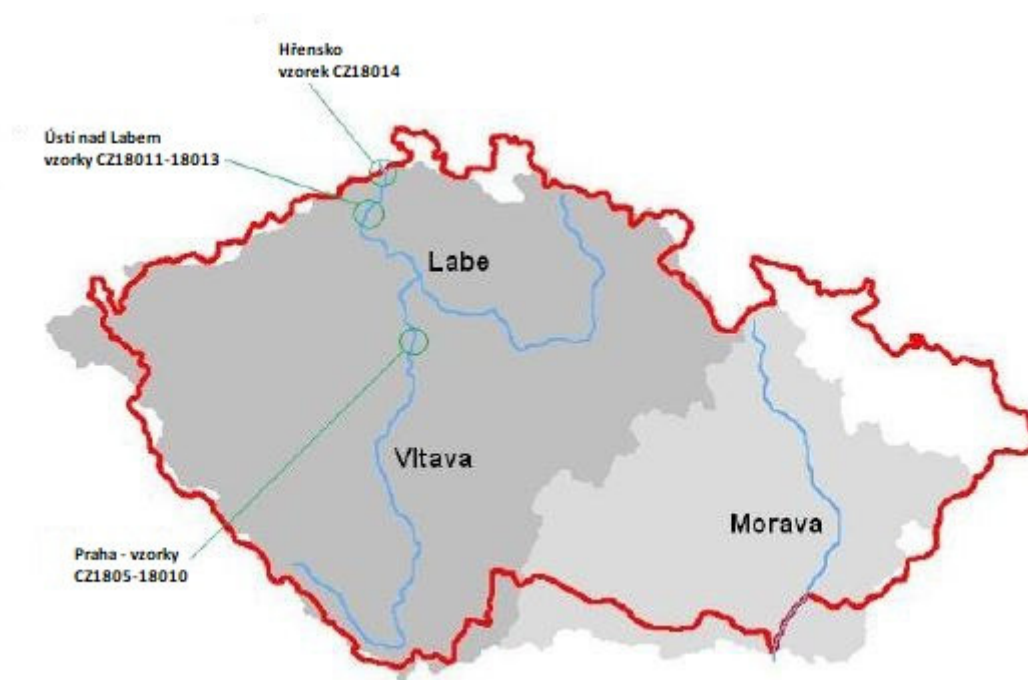 Hřensko
vzorek CZ18014
Ústí nad Labem
vzorky CZ18011-18013
Labe
Vltava
Morava
Praha - vzorky
CZ1805-18010